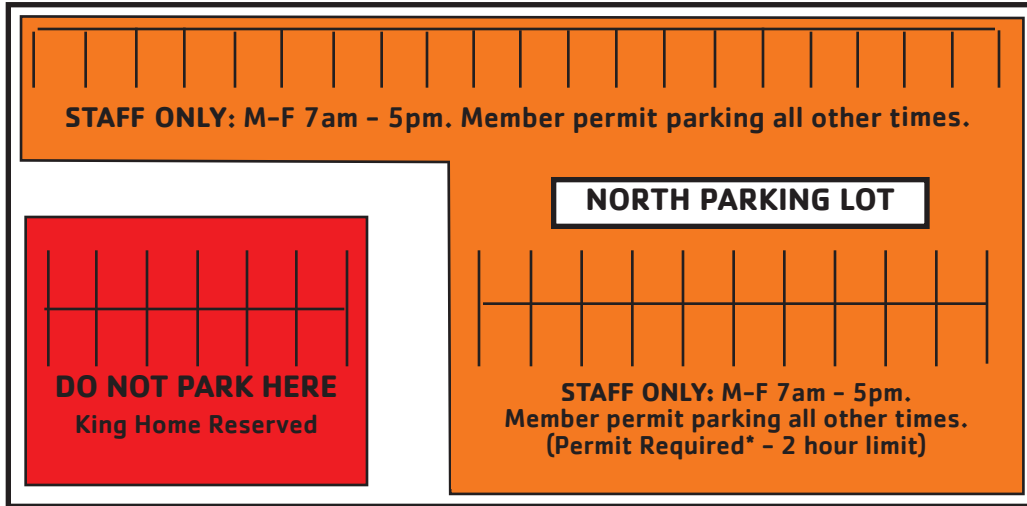 STAFF ONLY: M-F 7am - 5pm. Member permit parking all other times.
NORTH PARKING LOT
DO NOT PARK HERE
King Home Reserved
STAFF ONLY: M-F 7am - 5pm.
Member permit parking all other times.
(Permit Required* - 2 hour limit)